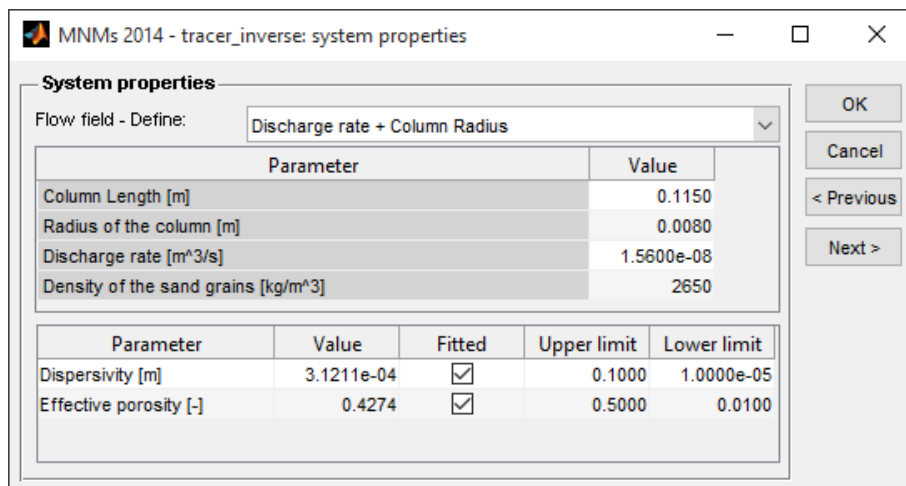 MNMs 2014 - tracer_inverse: system properties
System properties
Flow field - Define: Discharge rate + Column Radius
OK
Cancel
< Previous
Next >
Parameter Value
Column Length [m] 0.1150
Radius of the column [m] 0.0080
Discharge rate [m^3/s] 1.5600e-08
Density of the sand grains [kg/m^3] 2650
Parameter Value Fitted Upper limit Lower limit
Dispersivity [m] 3.1211e-04 0.1000 1.0000e-05
Effective porosity [-] 0.4274 0.5000 0.0100